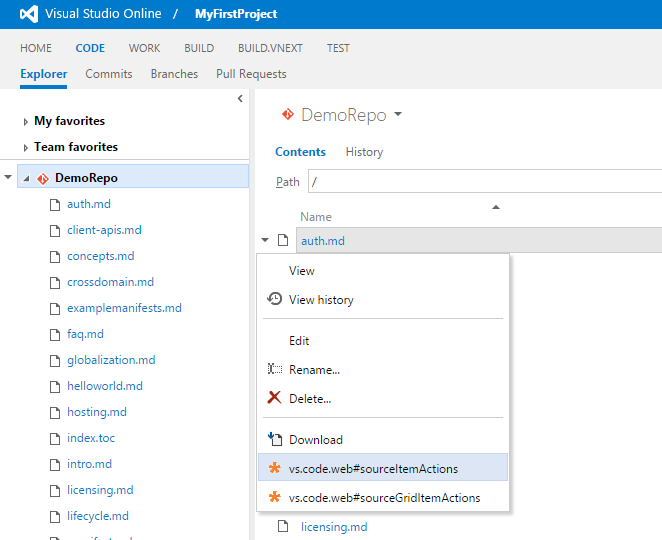 Visual Studio Online / MyFirstProject
HOME CODE WORK BUILD BUILD.VNEXT TEST
Explorer Commits Branches Pull Requests
My favorites
Team favorites
DemoRepo
auth.md
client-apis.md
concepts.md
crossdomain.md
examplemanifests.md
faq.md
globalization.md
helloworld.md
hosting.md
index.toc
intro.md
licensing.md
lifecycle.md
DemoRepo
Contents History
Path /
Name
auth.md
View
View history
Edit
Rename...
Delete...
Download
vs.code.web#sourceItemActions
vs.code.web#sourceGridItemActions
licensing.md